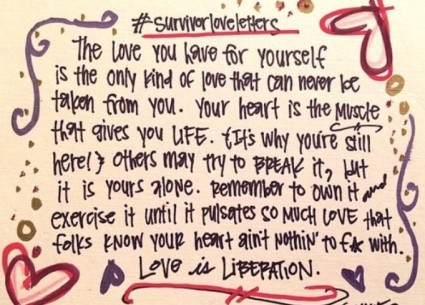 #survivorloveletters
The Love you have for yourself
is the only kind of love that can never be
taken from you. Your heart is the muscle
that gives you LIFE. {It's why you're still
here!} others may try to BREAK it, but
it is yours alone. Remember to own it and
exercise it until it pulsates so much LOVE that
folks know your heart ain't nothin' to f* with.
LOVE is LIBERATION.